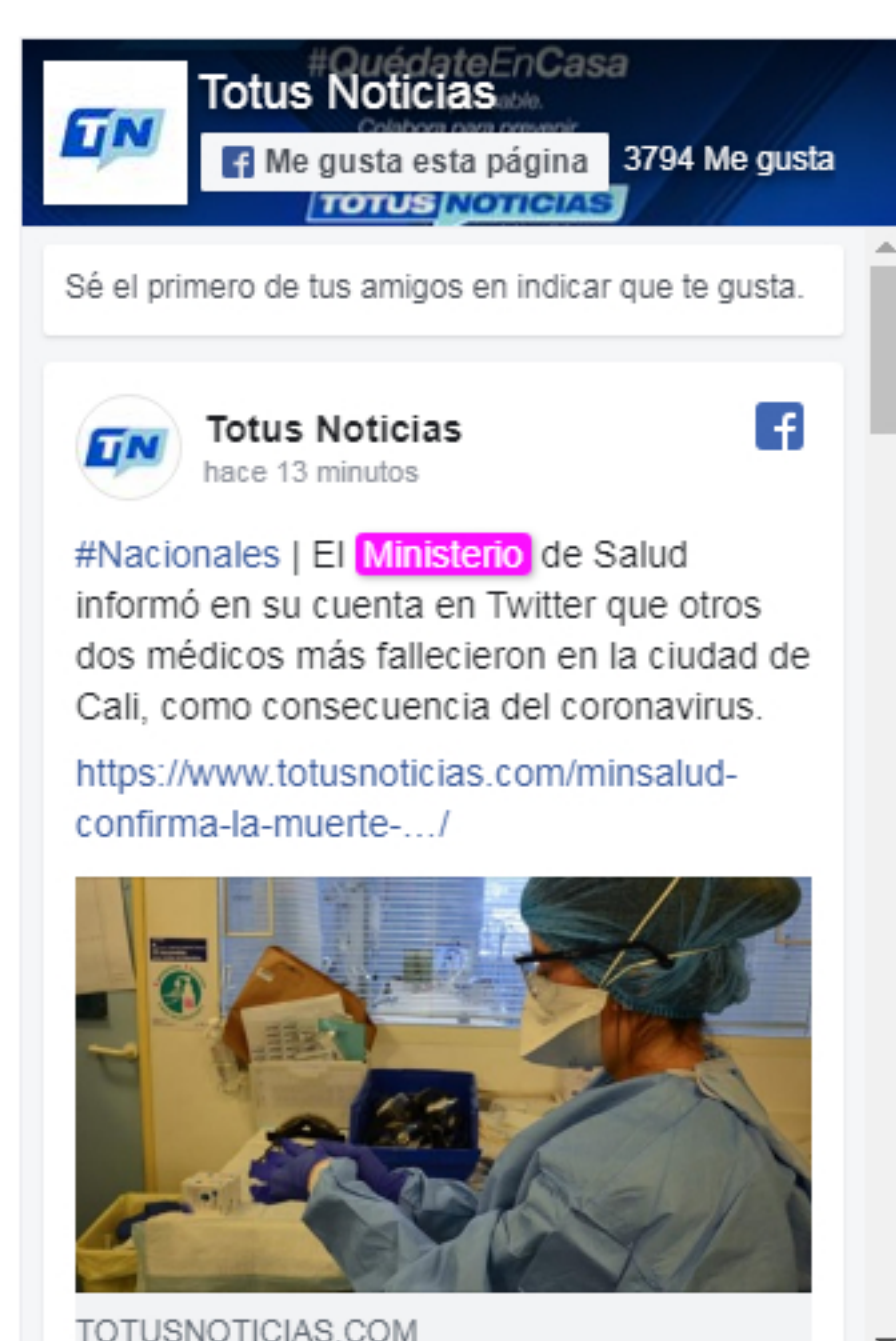 #QuédateEnCasa
Totus Noticias
Colabora para prevenir
TN
Me gusta esta página
3794 Me gusta
TOTUS NOTICIAS
Sé el primero de tus amigos en indicar que te gusta.
TN
Totus Noticias
hace 13 minutos
#Nacionales | El Ministerio de Salud
informó en su cuenta en Twitter que otros
dos médicos más fallecieron en la ciudad de
Cali, como consecuencia del coronavirus.
https://www.totusnoticias.com/minsalud-
confirma-la-muerte-…/
TOTUSNOTICIAS.COM